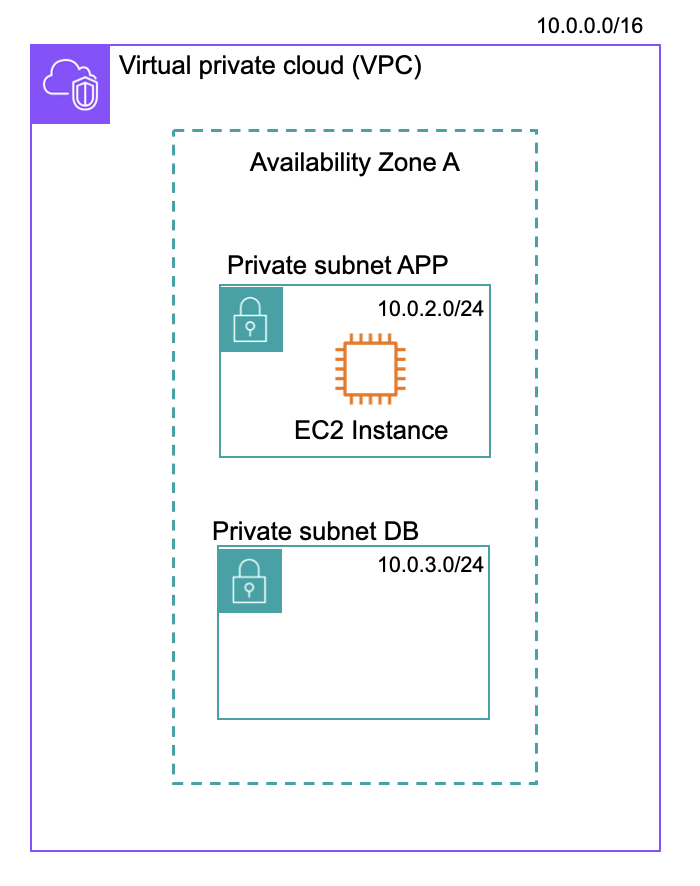 10.0.0.0/16
Virtual private cloud (VPC)
Availability Zone A
Private subnet APP
10.0.2.0/24
EC2 Instance
Private subnet DB
10.0.3.0/24